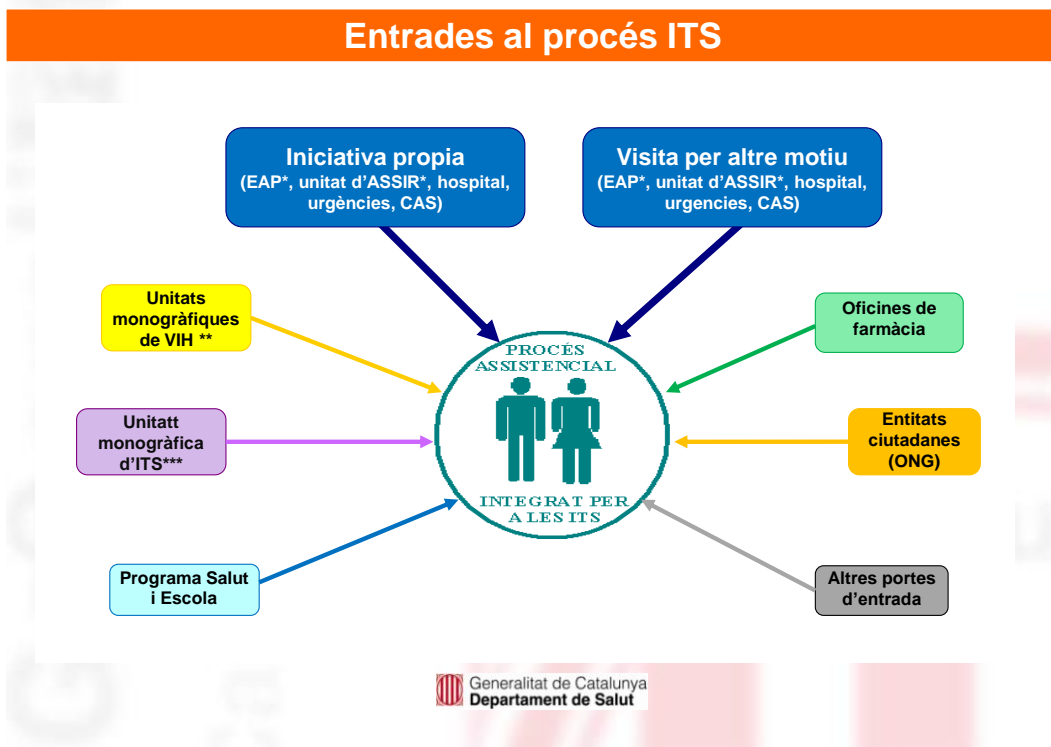 Entrades al procés ITS
Iniciativa propia
(EAP*, unitat d'ASSIR*, hospital,
urgències, CAS)
Visita per altre motiu
(EAP*, unitat d'ASSIR*, hospital,
urgencies, CAS)
Unitats
monogràfiques
de VIH **
Oficines de
farmàcia
PROCÉS
ASSISTENCIAL
Unitatt
monogràfica
d'ITS***
Entitats
ciutadanes
(ONG)
INTEGRAT PER
A LES ITS
Programa Salut
i Escola
Altres portes
d'entrada
Generalitat de Catalunya
Departament de Salut